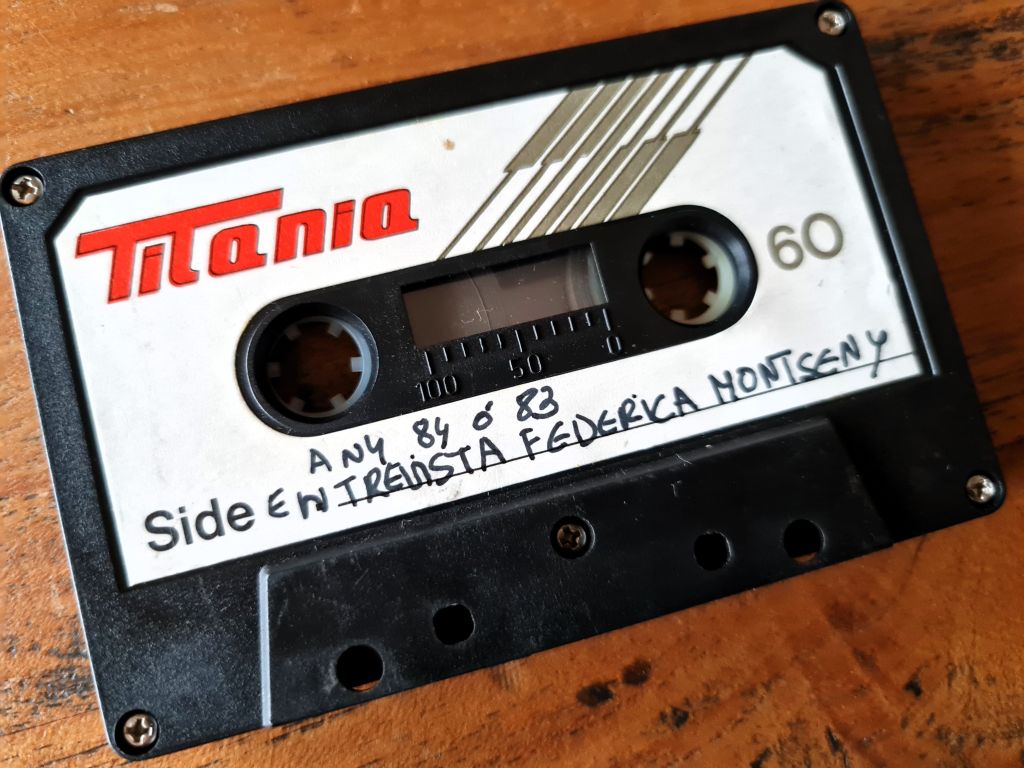 Titania
60
100 50 0
ANY 84 ó 83
Side ENTREVISTA FEDERICA MONTSENY